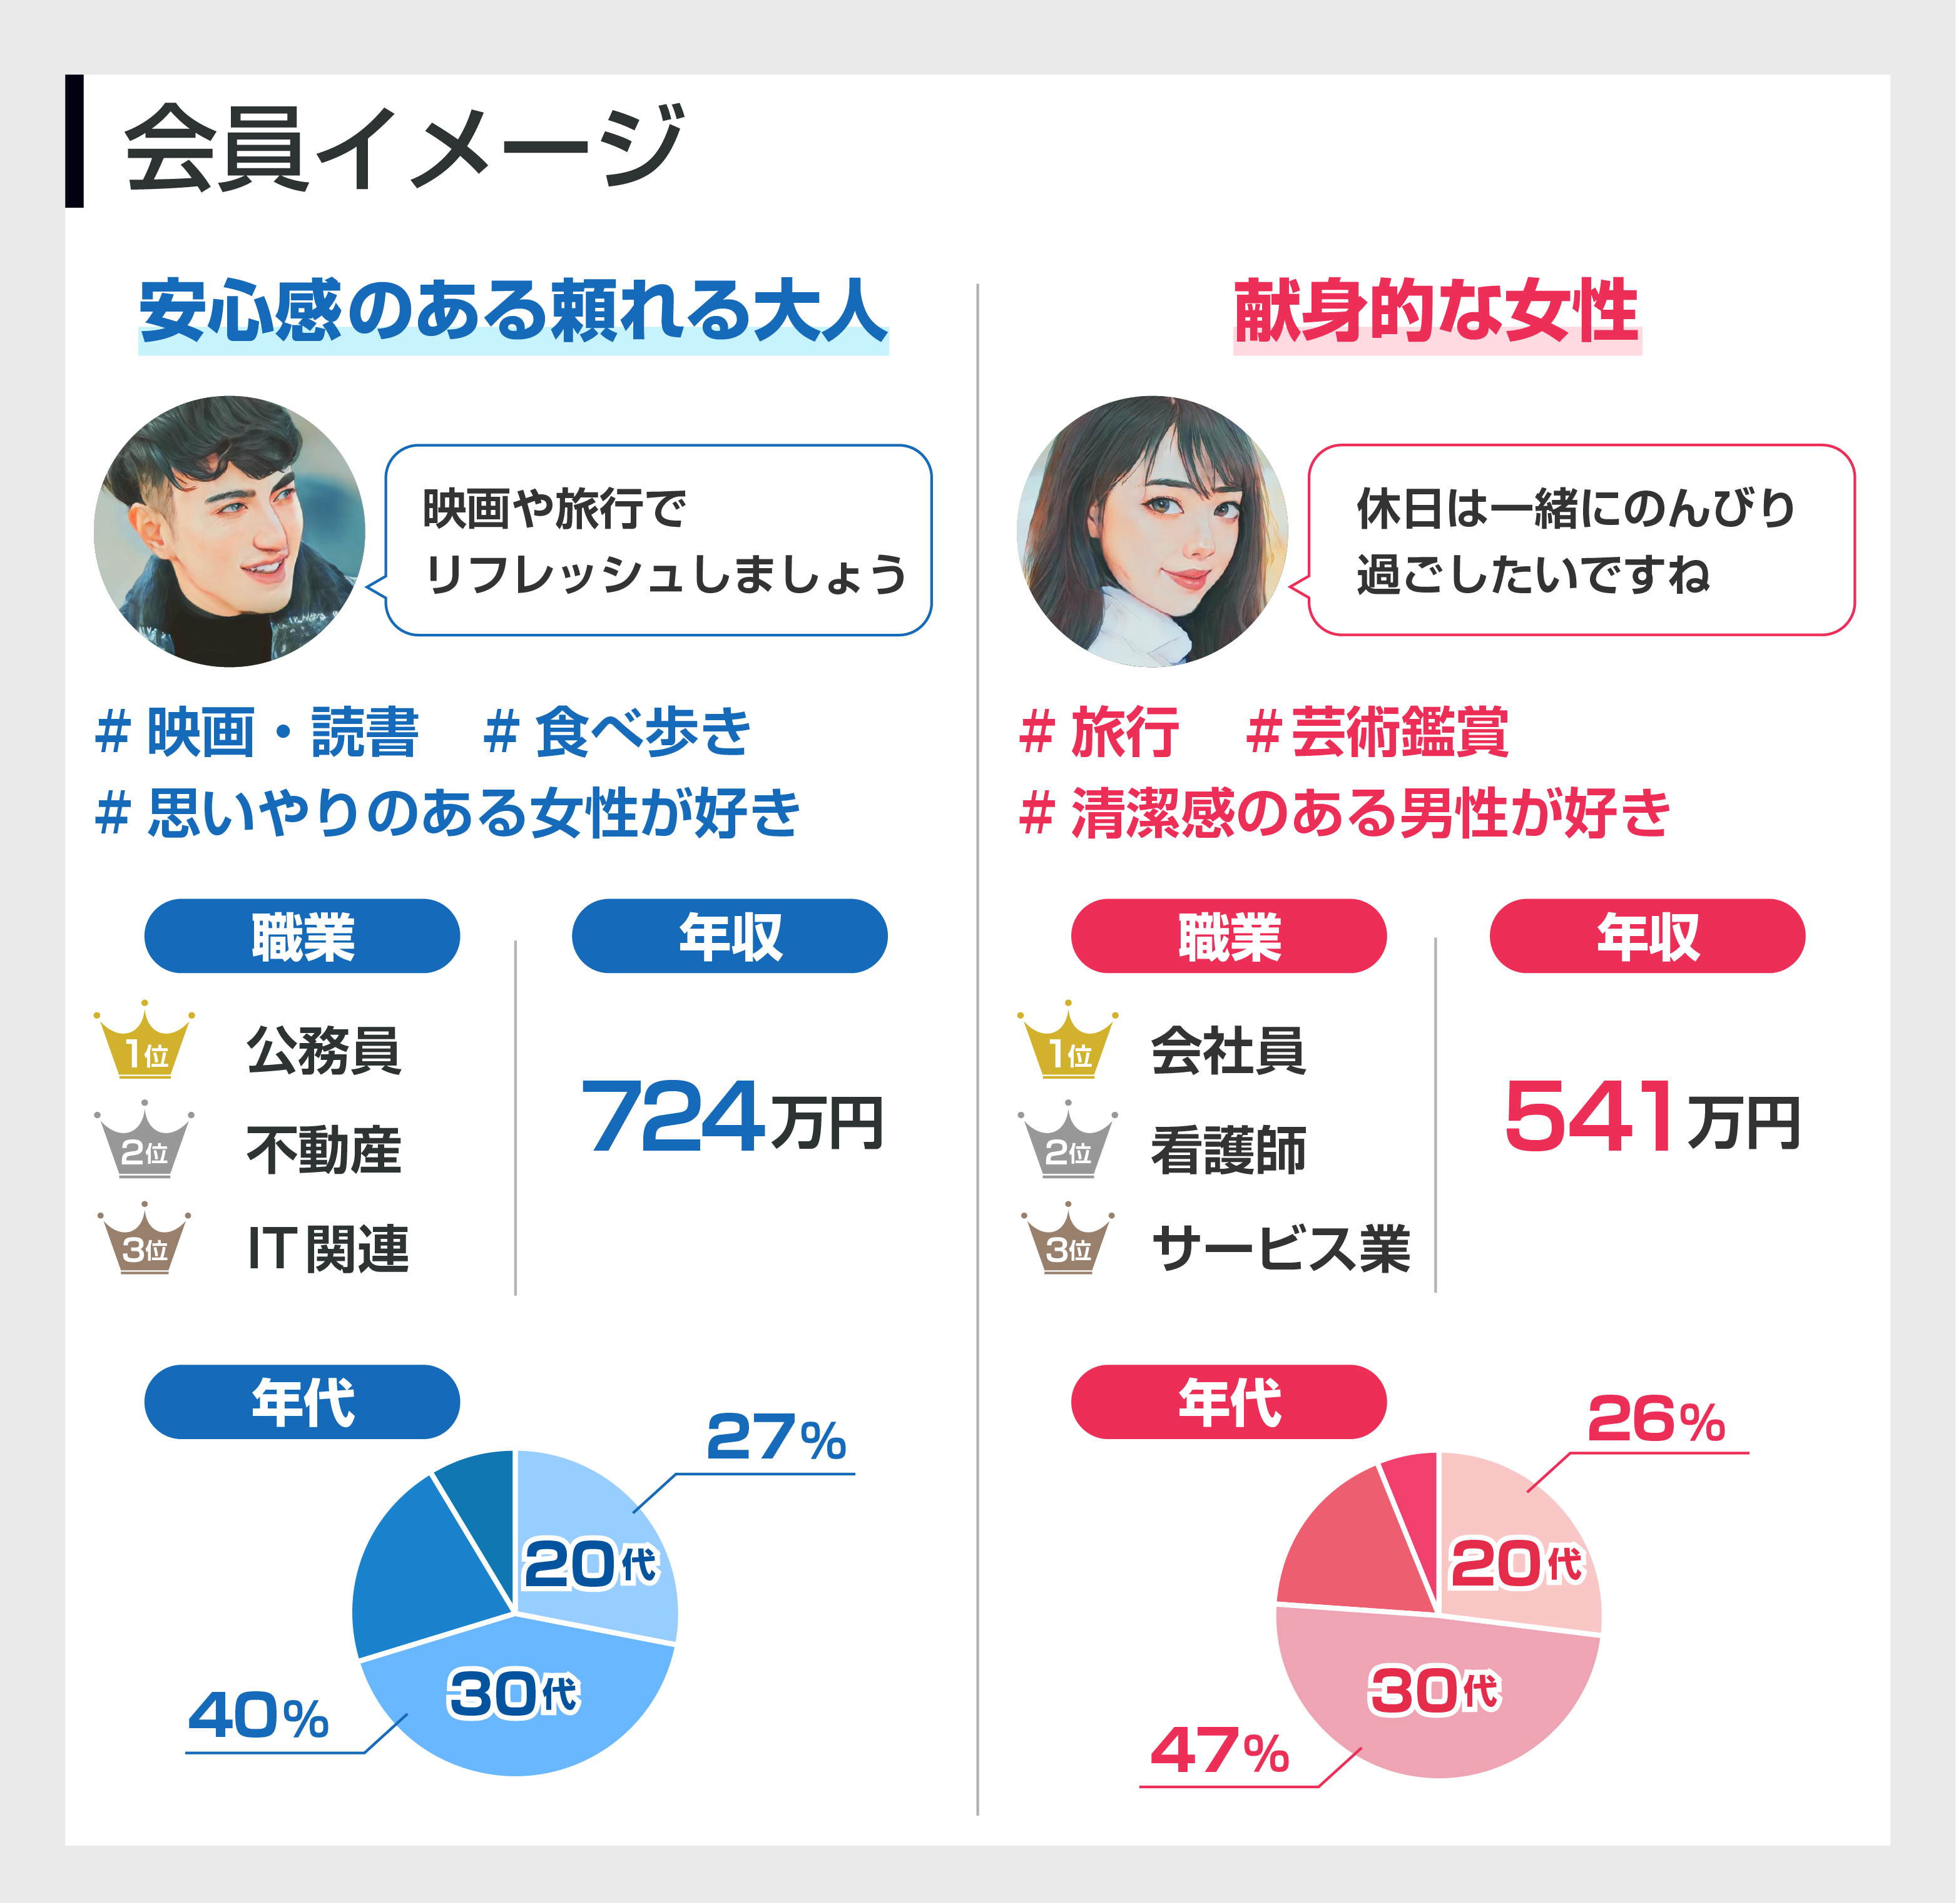 会員イメージ
安心感のある頼れる大人
映画や旅行で
リフレッシュしましょう
# 映画・読書 # 食べ歩き
# 思いやりのある女性が好き
職業
1位 公務員
2位 不動産
3位 IT関連
年収
724万円
年代
27%
20代
30代
40%
献身的な女性
休日は一緒にのんびり
過ごしたいですね
# 旅行 # 芸術鑑賞
# 清潔感のある男性が好き
職業
1位 会社員
2位 看護師
3位 サービス業
年収
541万円
年代
26%
20代
30代
47%